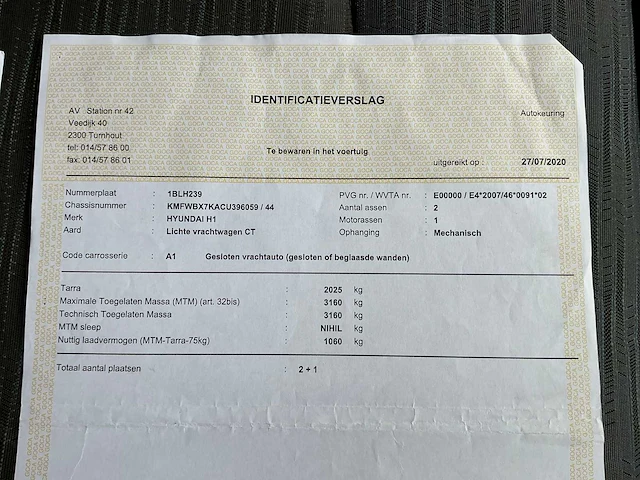 IDENTIFICATIEVERSLAG
AV Station nr 42
Veedijk 40
2300 Turnhout
tel: 014/57 86 00
fax: 014/57 86 01
Autokeuring
Te bewaren in het voertuig
uitgereikt op : 27/07/2020
Nummerplaat : 1BLH239
PVG nr. / WVTA nr. : E00000 / E4*2007/46*0091*02
Chassisnummer : KMFWBX7KACU396059 / 44
Aantal assen : 2
Merk : HYUNDAI H1
Motorassen : 1
Aard : Lichte vrachtwagen CT
Ophanging : Mechanisch
Code carrosserie : A1 Gesloten vrachtauto (gesloten of beglaasde wanden)
Tarra : 2025 kg
Maximale Toegelaten Massa (MTM) (art. 32bis) : 3160 kg
Technisch Toegelaten Massa : 3160 kg
MTM sleep : NIHIL kg
Nuttig laadvermogen (MTM-Tarra-75kg) : 1060 kg
Totaal aantal plaatsen : 2 + 1